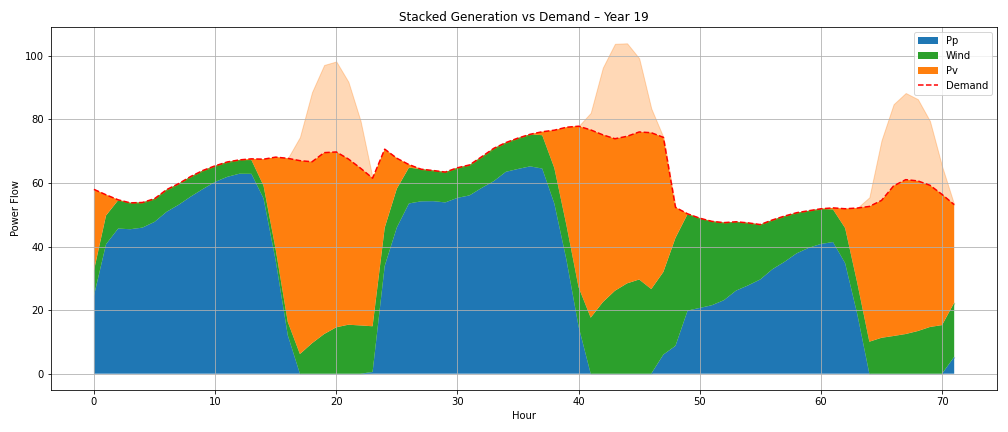 Stacked Generation vs Demand – Year 19
Pp
Wind
Pv
Demand
Power Flow
100
80
60
40
20
0
0 10 20 30 40 50 60 70
Hour